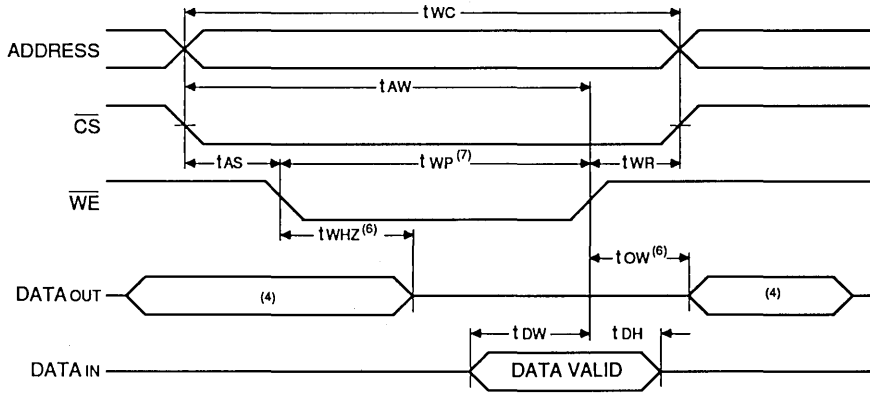 tWC
ADDRESS
tAW
CS
tAS
tWP(7)
tWR
WE
tWHZ(6)
tOW(6)
DATA OUT
(4)
(4)
tDW
tDH
DATA IN
DATA VALID